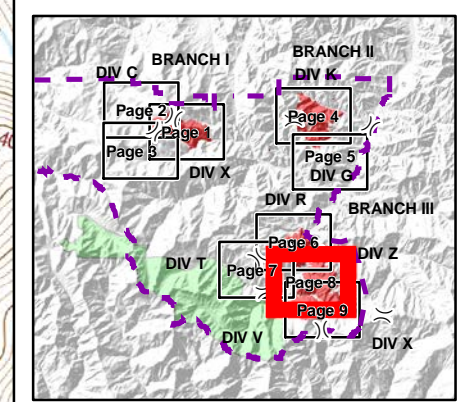 BRANCH I
BRANCH II
DIV C
DIV K
Page 2
Page 1
Page 4
Page 3
Page 5
DIV X
DIV G
DIV R
BRANCH III
Page 6
DIV Z
DIV T
Page 7
Page 8
Page 9
DIV V
DIV X